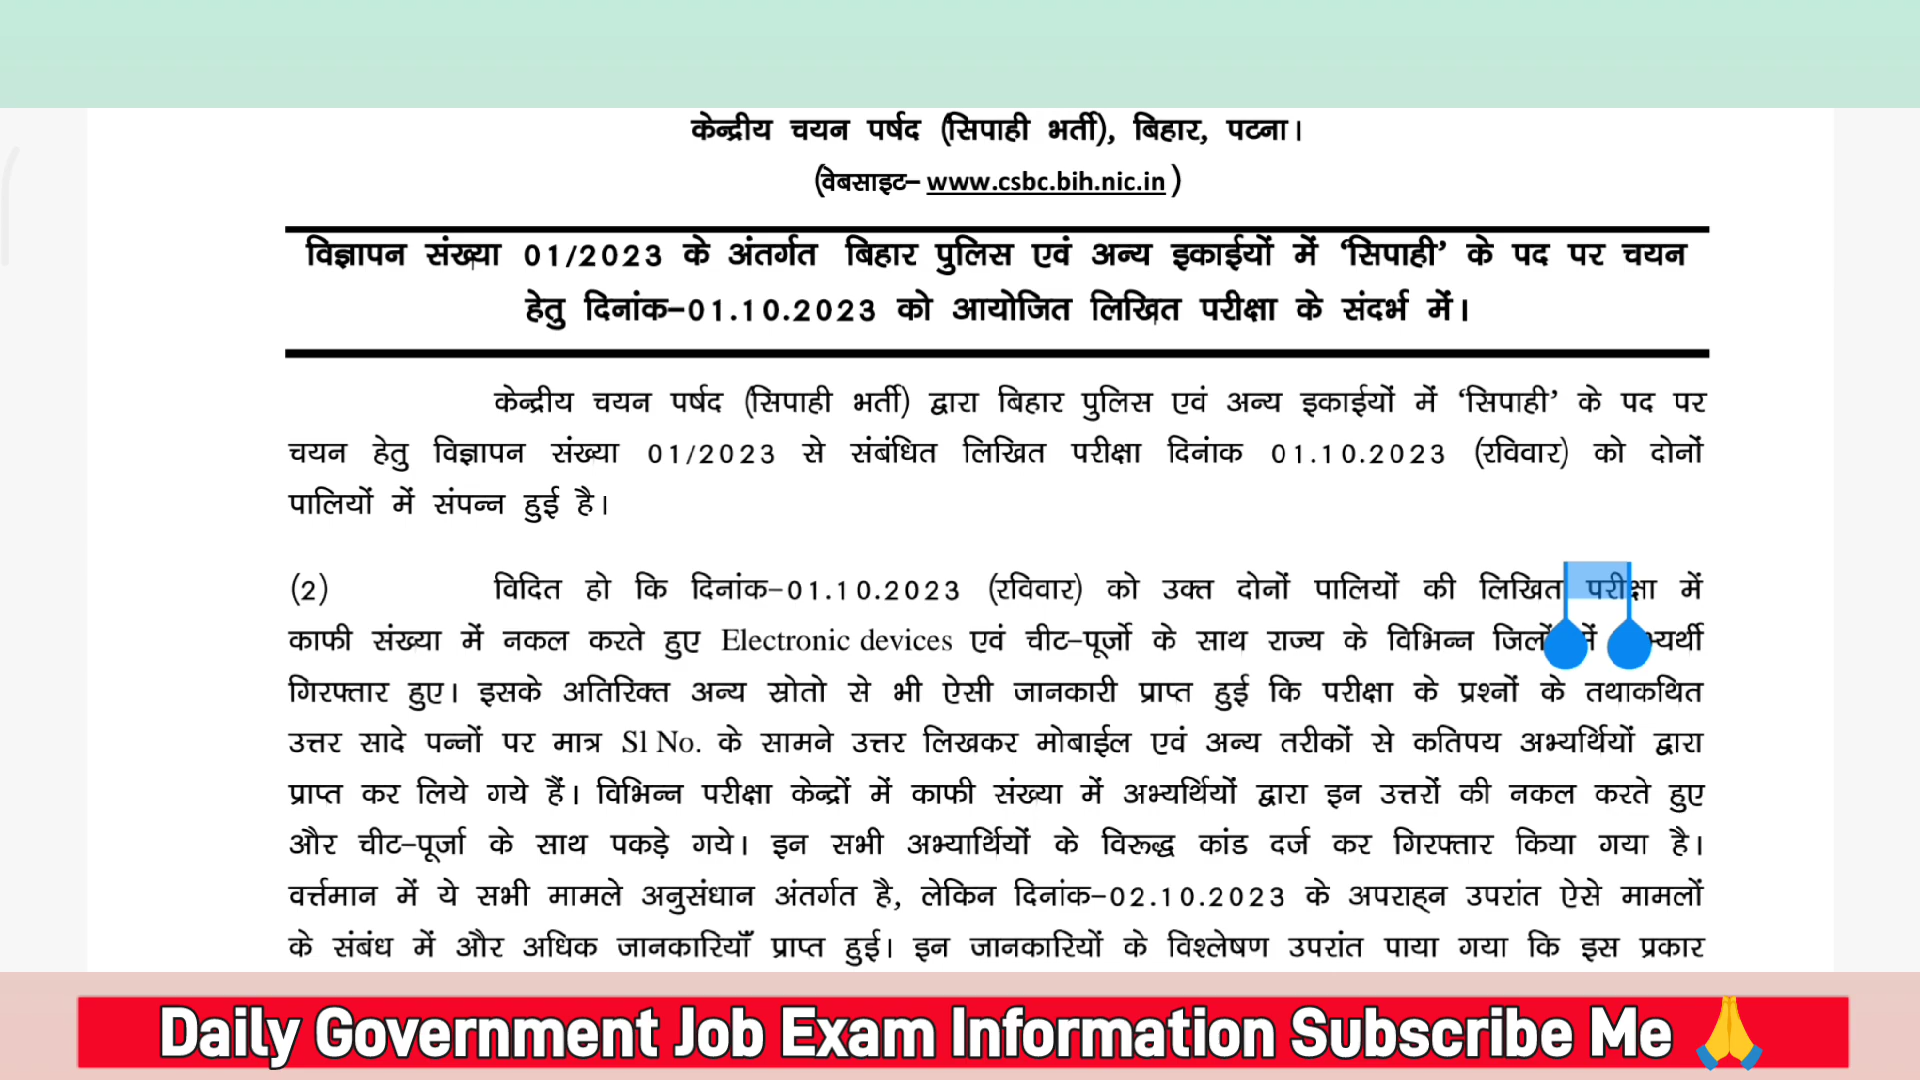 केन्द्रीय चयन पर्षद (सिपाही भर्ती), बिहार, पटना।
(वेबसाइट– www.csbc.bih.nic.in )
विज्ञापन संख्या 01/2023 के अंतर्गत बिहार पुलिस एवं अन्य इकाईयों में ‘सिपाही’ के पद पर चयन
हेतु दिनांक–01.10.2023 को आयोजित लिखित परीक्षा के संदर्भ में।
केन्द्रीय चयन पर्षद (सिपाही भर्ती) द्वारा बिहार पुलिस एवं अन्य इकाईयों में ‘सिपाही’ के पद पर
चयन हेतु विज्ञापन संख्या 01/2023 से संबंधित लिखित परीक्षा दिनांक 01.10.2023 (रविवार) को दोनों
पालियों में संपन्न हुई है।
(2) विदित हो कि दिनांक–01.10.2023 (रविवार) को उक्त दोनों पालियों की लिखित परीक्षा में
काफी संख्या में नकल करते हुए Electronic devices एवं चीट–पूर्जो के साथ राज्य के विभिन्न जिलों में
गिरफ्तार हुए। इसके अतिरिक्त अन्य स्रोतो से भी ऐसी जानकारी प्राप्त हुई कि परीक्षा के प्रश्नों के तथाकथित
उत्तर सादे पन्नों पर मात्र Sl No. के सामने उत्तर लिखकर मोबाईल एवं अन्य तरीकों से कतिपय अभ्यर्थियों द्वारा
प्राप्त कर लिये गये हैं। विभिन्न परीक्षा केन्द्रों में काफी संख्या में अभ्यर्थियों द्वारा इन उत्तरों की नकल करते हुए
और चीट–पूर्जा के साथ पकड़े गये। इन सभी अभ्यार्थियों के विरूद्ध कांड दर्ज कर गिरफ्तार किया गया है।
वर्त्तमान में ये सभी मामले अनुसंधान अंतर्गत है, लेकिन दिनांक–02.10.2023 के अपराह्न उपरांत ऐसे मामलों
के संबंध में और अधिक जानकारियाँ प्राप्त हुई। इन जानकारियों के विश्लेषण उपरांत पाया गया कि इस प्रकार
Daily Government Job Exam Information Subscribe Me 🙏